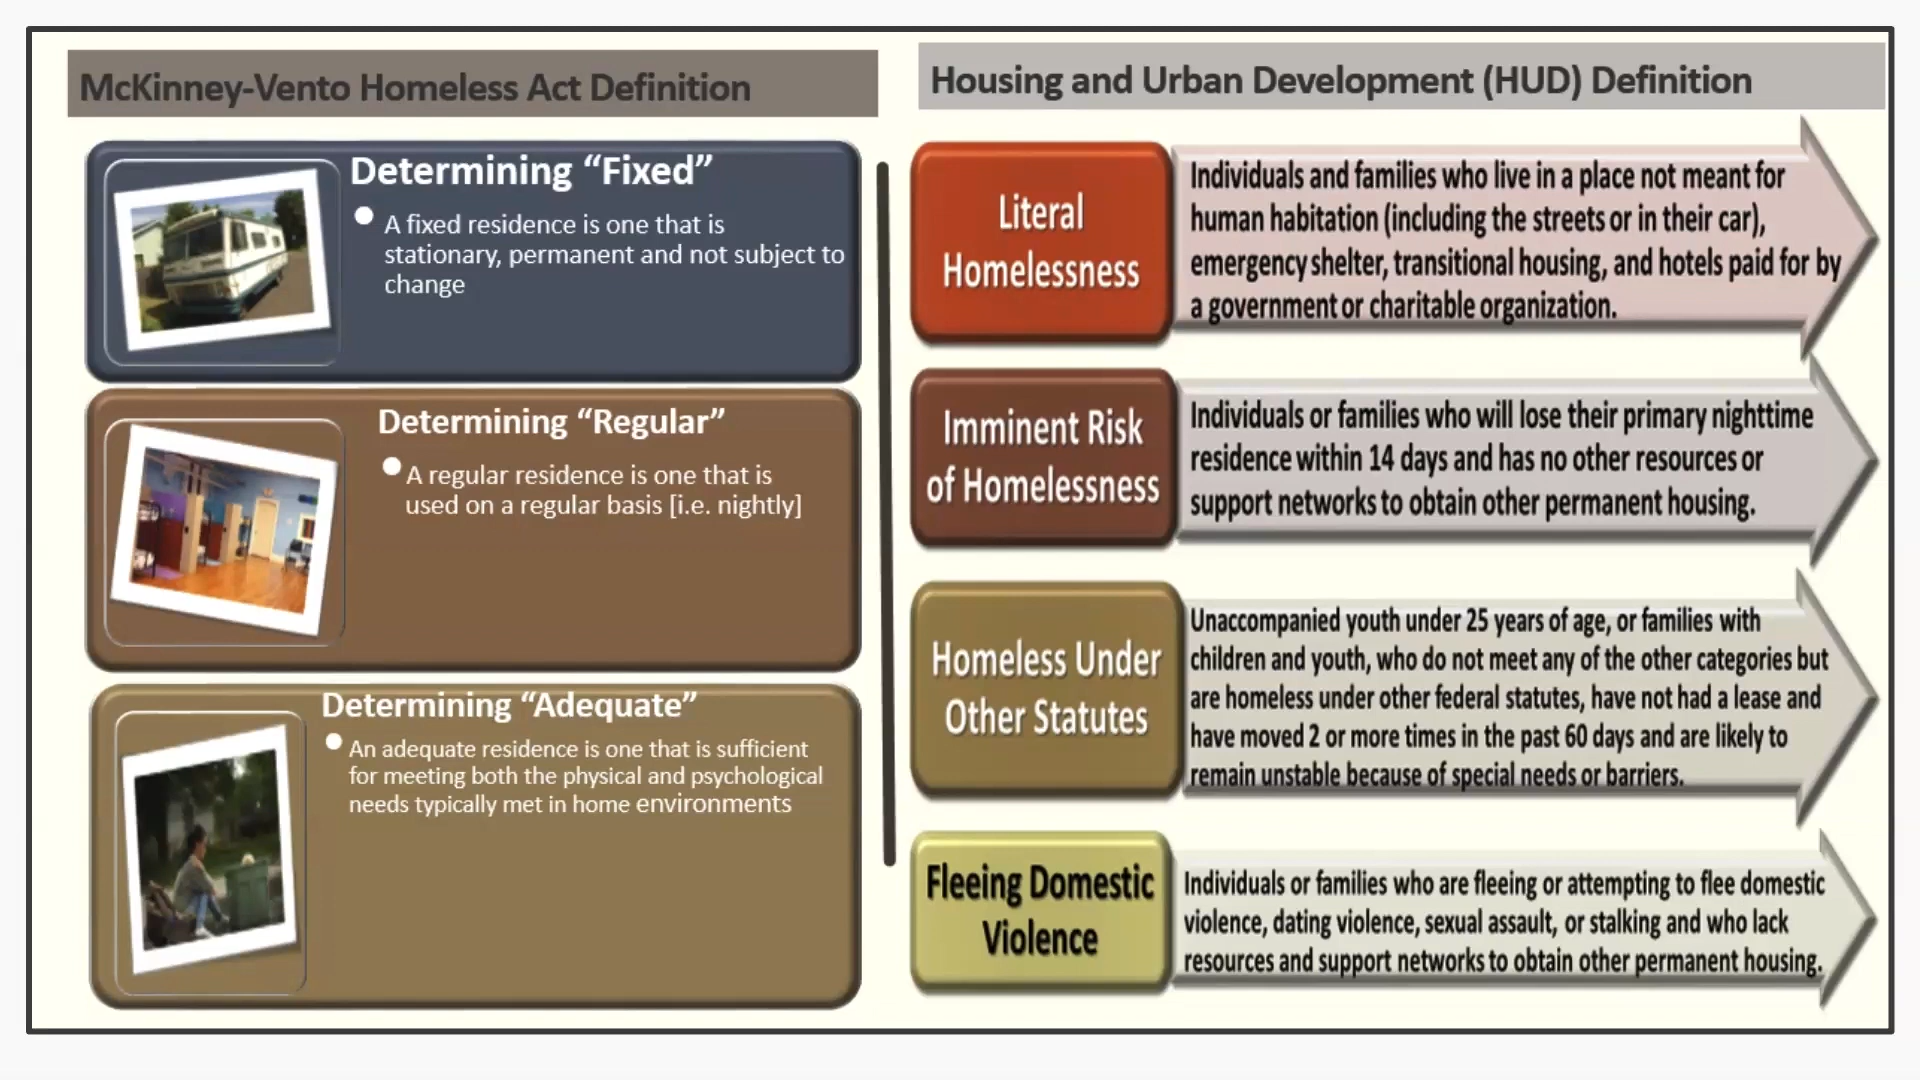 McKinney-Vento Homeless Act Definition
Determining “Fixed”
A fixed residence is one that is
stationary, permanent and not subject to
change
Determining “Regular”
A regular residence is one that is
used on a regular basis [i.e. nightly]
Determining “Adequate”
An adequate residence is one that is sufficient
for meeting both the physical and psychological
needs typically met in home environments
Housing and Urban Development (HUD) Definition
Literal
Homelessness
Individuals and families who live in a place not meant for
human habitation (including the streets or in their car),
emergency shelter, transitional housing, and hotels paid for by
a government or charitable organization.
Imminent Risk
of Homelessness
Individuals or families who will lose their primary nighttime
residence within 14 days and has no other resources or
support networks to obtain other permanent housing.
Homeless Under
Other Statutes
Unaccompanied youth under 25 years of age, or families with
children and youth, who do not meet any of the other categories but
are homeless under other federal statutes, have not had a lease and
have moved 2 or more times in the past 60 days and are likely to
remain unstable because of special needs or barriers.
Fleeing Domestic
Violence
Individuals or families who are fleeing or attempting to flee domestic
violence, dating violence, sexual assault, or stalking and who lack
resources and support networks to obtain other permanent housing.